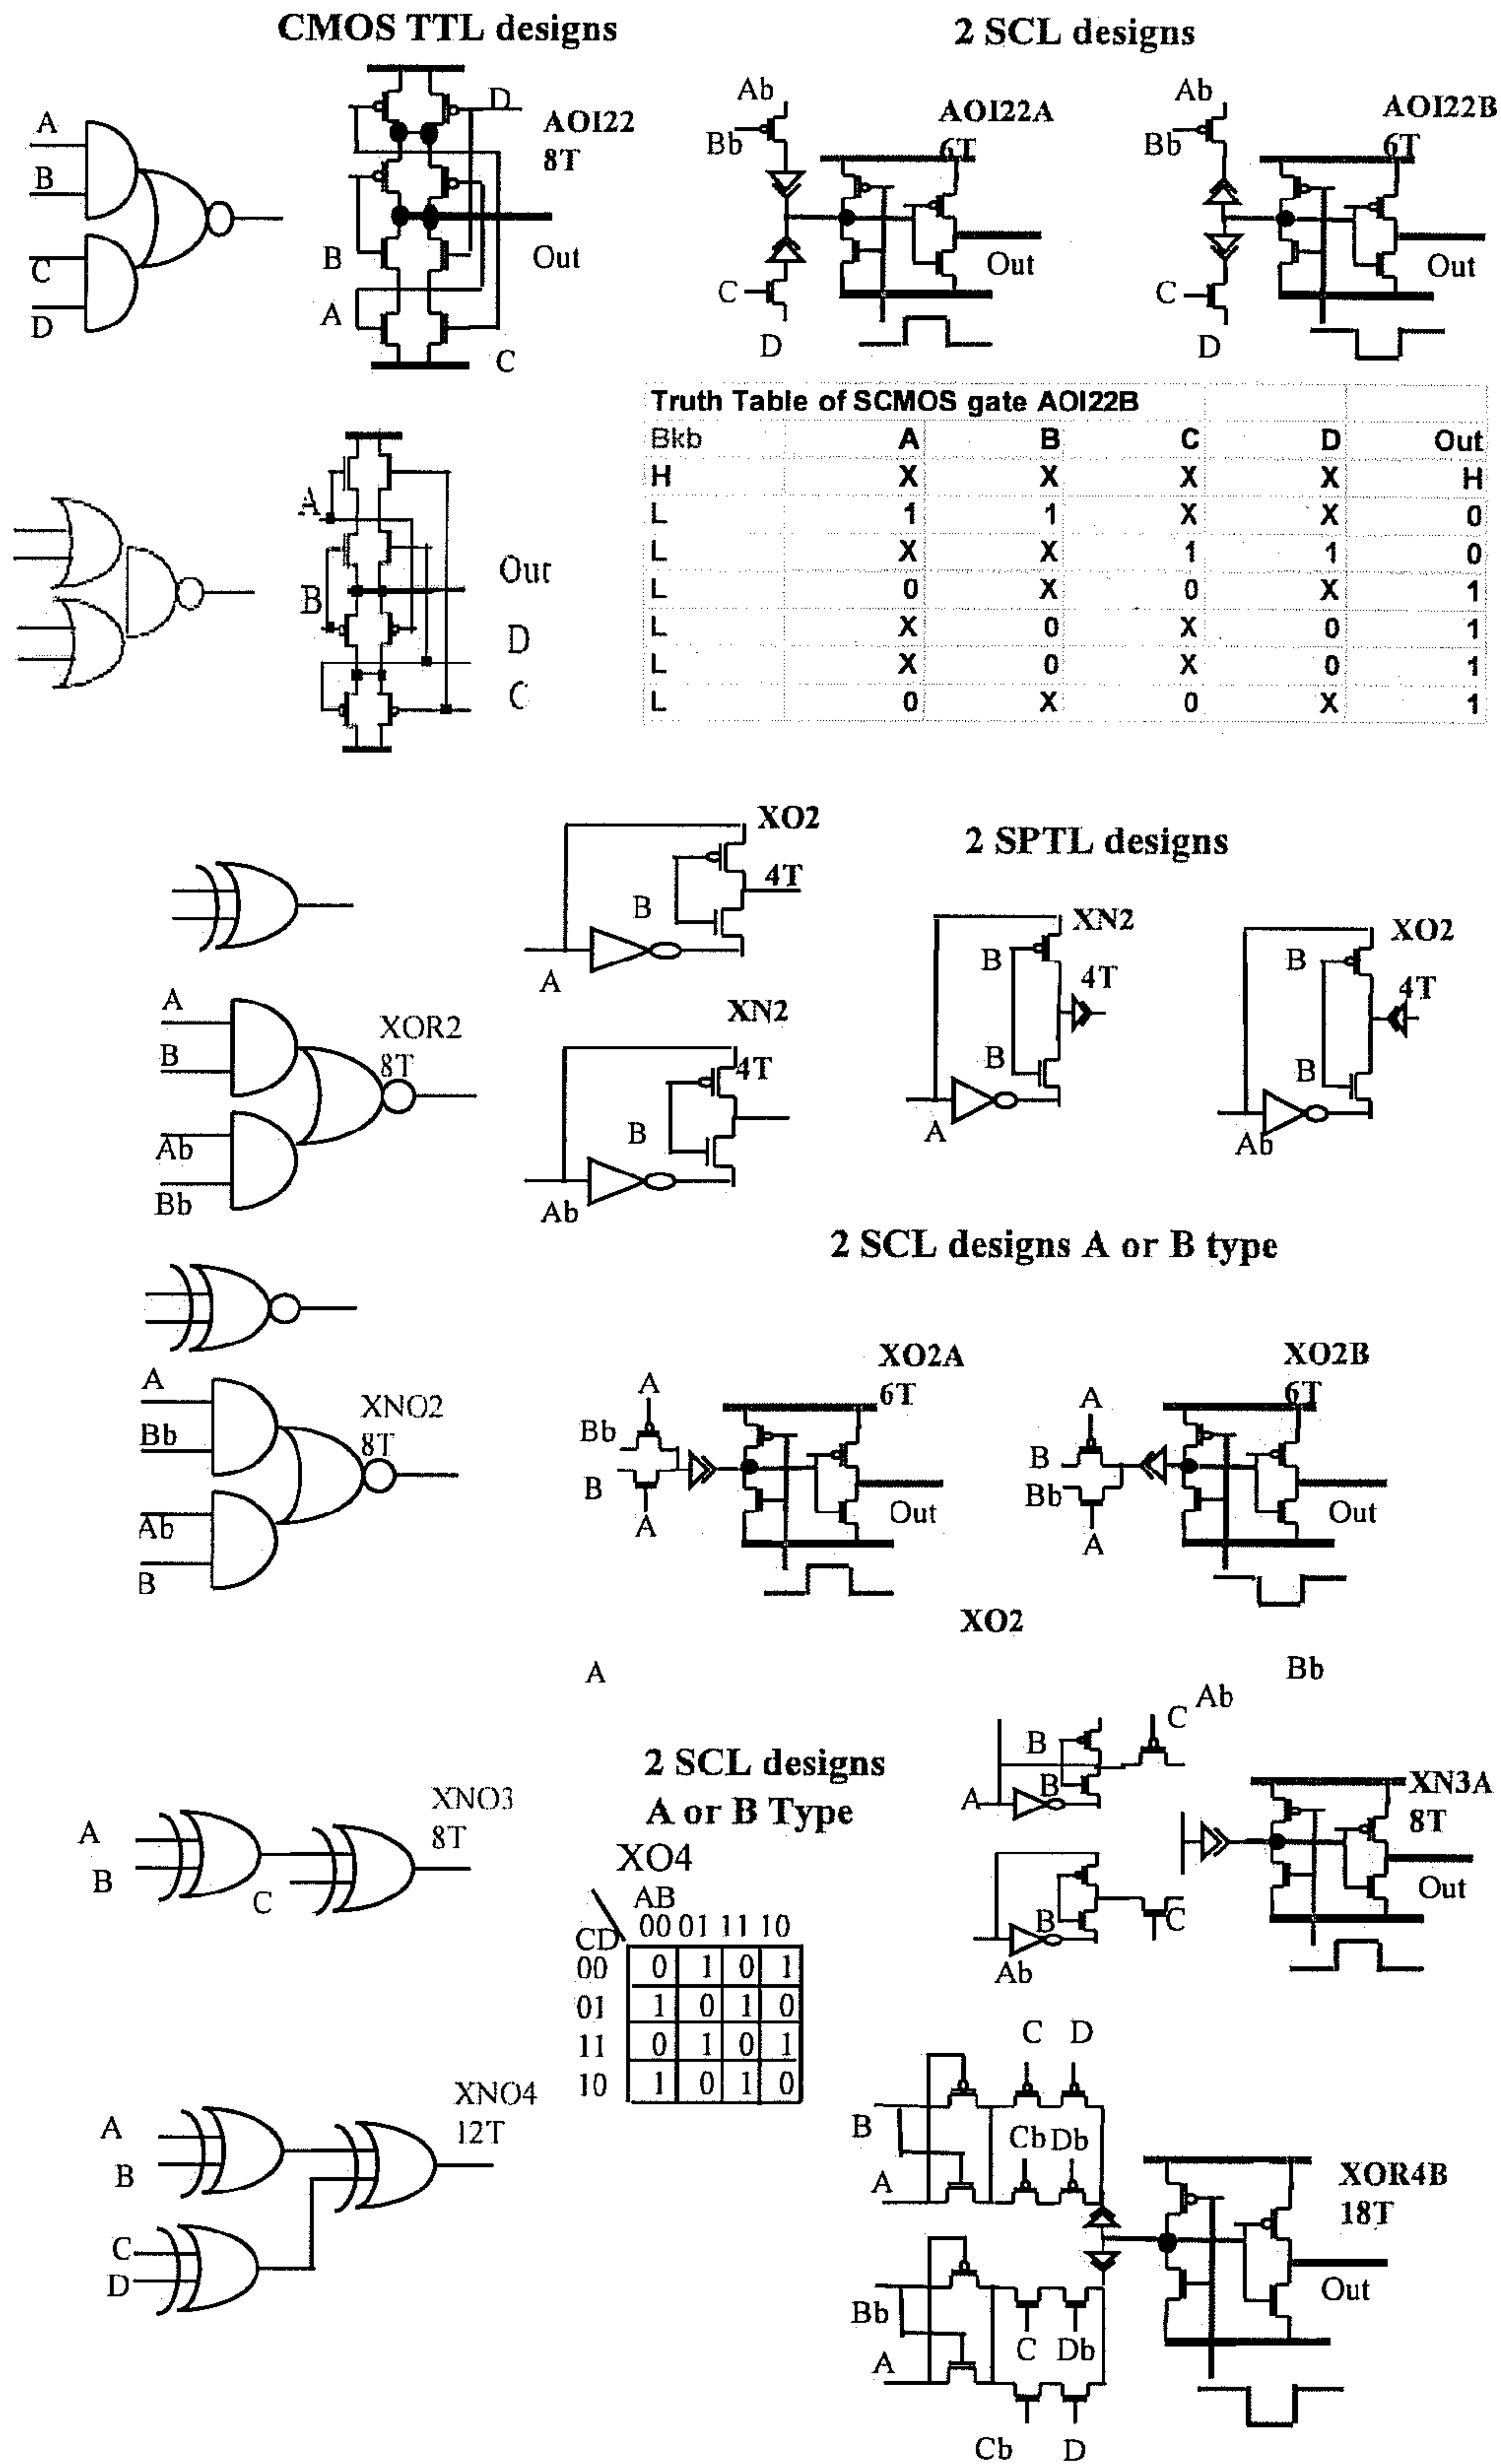 CMOS TTL designs
2 SCL designs
A
B
C
D
D
AOI22
8T
B
A
Out
C
Ab
Bb
AOI22A
6T
C
D
Out
Ab
Bb
AOI22B
6T
C
D
Out
Truth Table of SCMOS gate AOI22B
Bkb A B C D Out
H X X X X H
L 1 1 X X 0
L X X 1 1 0
L 0 X 0 X 1
L X 0 X 0 1
L X 0 X 0 1
L 0 X 0 X 1
A
B
Out
D
C
XO2
4T
B
A
2 SPTL designs
XN2
B
4T
B
A
XO2
B
4T
B
Ab
A
B
XOR2
8T
Ab
Bb
XN2
4T
B
Ab
2 SCL designs A or B type
A
Bb
XNO2
8T
Ab
B
XO2A
6T
A
Bb
B
A
Out
XO2B
6T
A
B
Bb
A
Out
XO2
A
Bb
Ab
2 SCL designs
A or B Type
A
B
C
XNO3
8T
B
C
B
A
B
C
Ab
XN3A
8T
Out
XO4
AB
CD 00 01 11 10
00 0 1 0 1
01 1 0 1 0
11 0 1 0 1
10 1 0 1 0
A
B
C
D
XNO4
12T
C D
B
Cb Db
A
Bb
C Db
A
Cb D
XOR4B
18T
Out